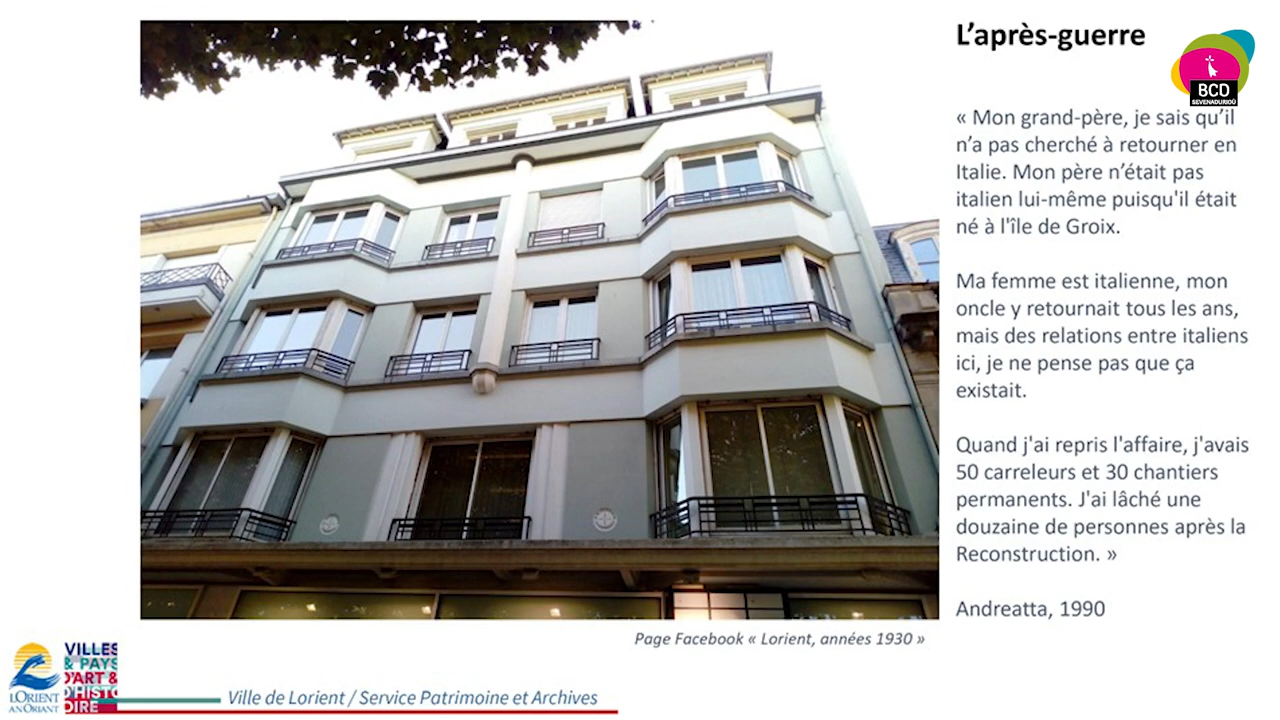 L’après-guerre
BCD
SEVENADURIOÙ
« Mon grand-père, je sais qu’il
n’a pas cherché à retourner en
Italie. Mon père n’était pas
italien lui-même puisqu'il était
né à l'île de Groix.
Ma femme est italienne, mon
oncle y retournait tous les ans,
mais des relations entre italiens
ici, je ne pense pas que ça
existait.
Quand j'ai repris l'affaire, j'avais
50 carreleurs et 30 chantiers
permanents. J'ai lâché une
douzaine de personnes après la
Reconstruction. »
Andreatta, 1990
Page Facebook « Lorient, années 1930 »
VILLES
& PAYS
D'ART &
D'HISTO
OIRE
LORIENT
AN ORIANT
Ville de Lorient / Service Patrimoine et Archives